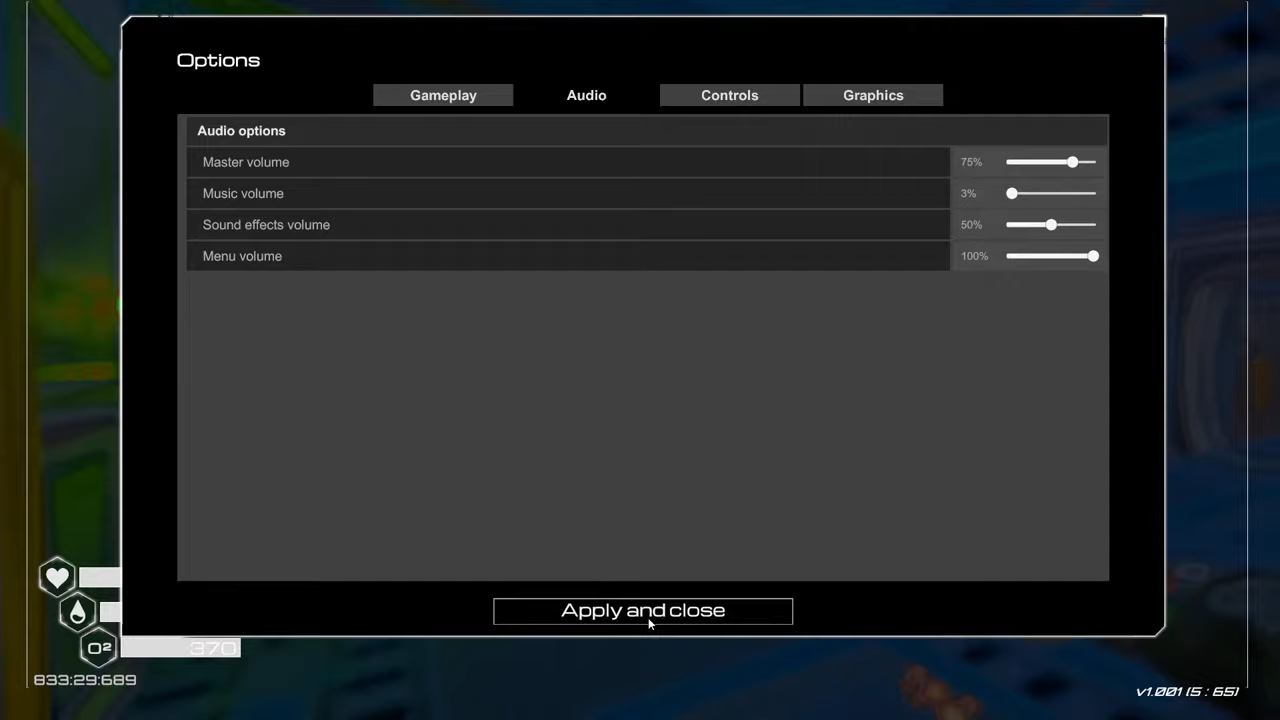 Options
Gameplay
Audio
Controls
Graphics
Audio options
Master volume 75%
Music volume 3%
Sound effects volume 50%
Menu volume 100%
Apply and close
O²
370
833:29:689
v1.001 (5 : 65)